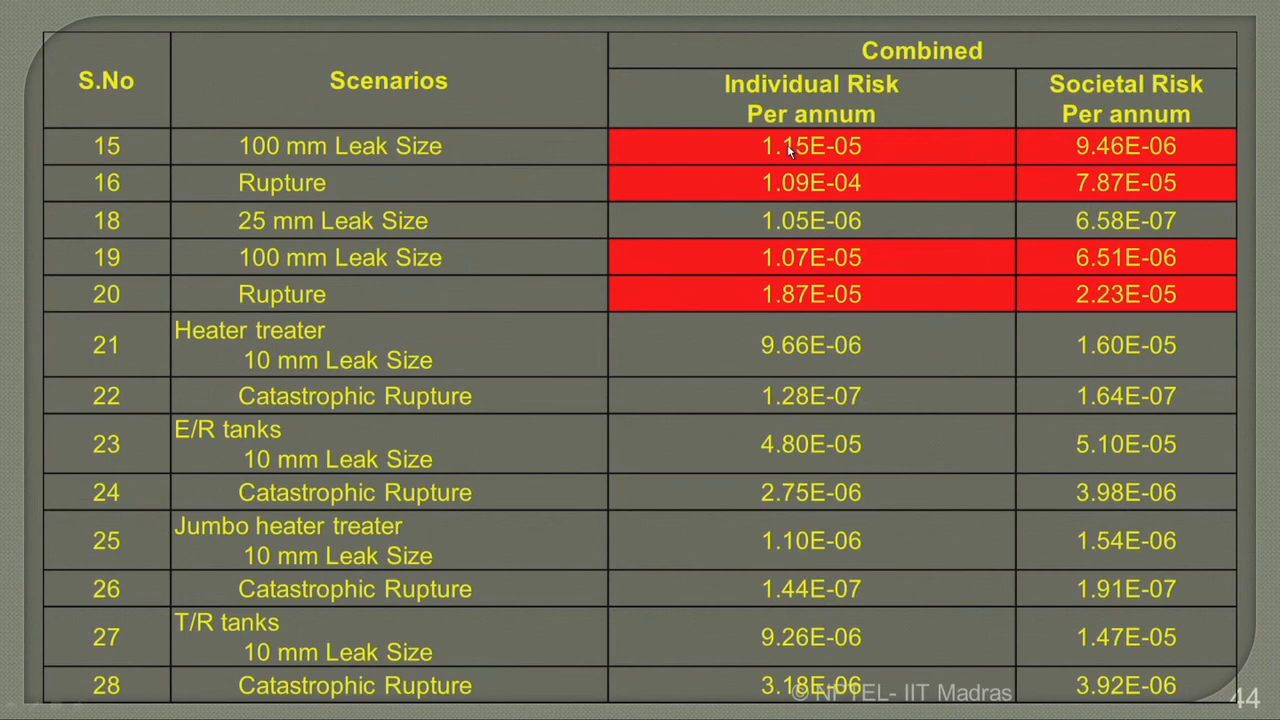 Combined
S.No Scenarios Individual Risk Per annum Societal Risk Per annum
15 100 mm Leak Size 1.15E-05 9.46E-06
16 Rupture 1.09E-04 7.87E-05
18 25 mm Leak Size 1.05E-06 6.58E-07
19 100 mm Leak Size 1.07E-05 6.51E-06
20 Rupture 1.87E-05 2.23E-05
21 Heater treater 10 mm Leak Size 9.66E-06 1.60E-05
22 Catastrophic Rupture 1.28E-07 1.64E-07
23 E/R tanks 10 mm Leak Size 4.80E-05 5.10E-05
24 Catastrophic Rupture 2.75E-06 3.98E-06
25 Jumbo heater treater 10 mm Leak Size 1.10E-06 1.54E-06
26 Catastrophic Rupture 1.44E-07 1.91E-07
27 T/R tanks 10 mm Leak Size 9.26E-06 1.47E-05
28 Catastrophic Rupture 3.18E-06 3.92E-06
© NPTEL- IIT Madras
44